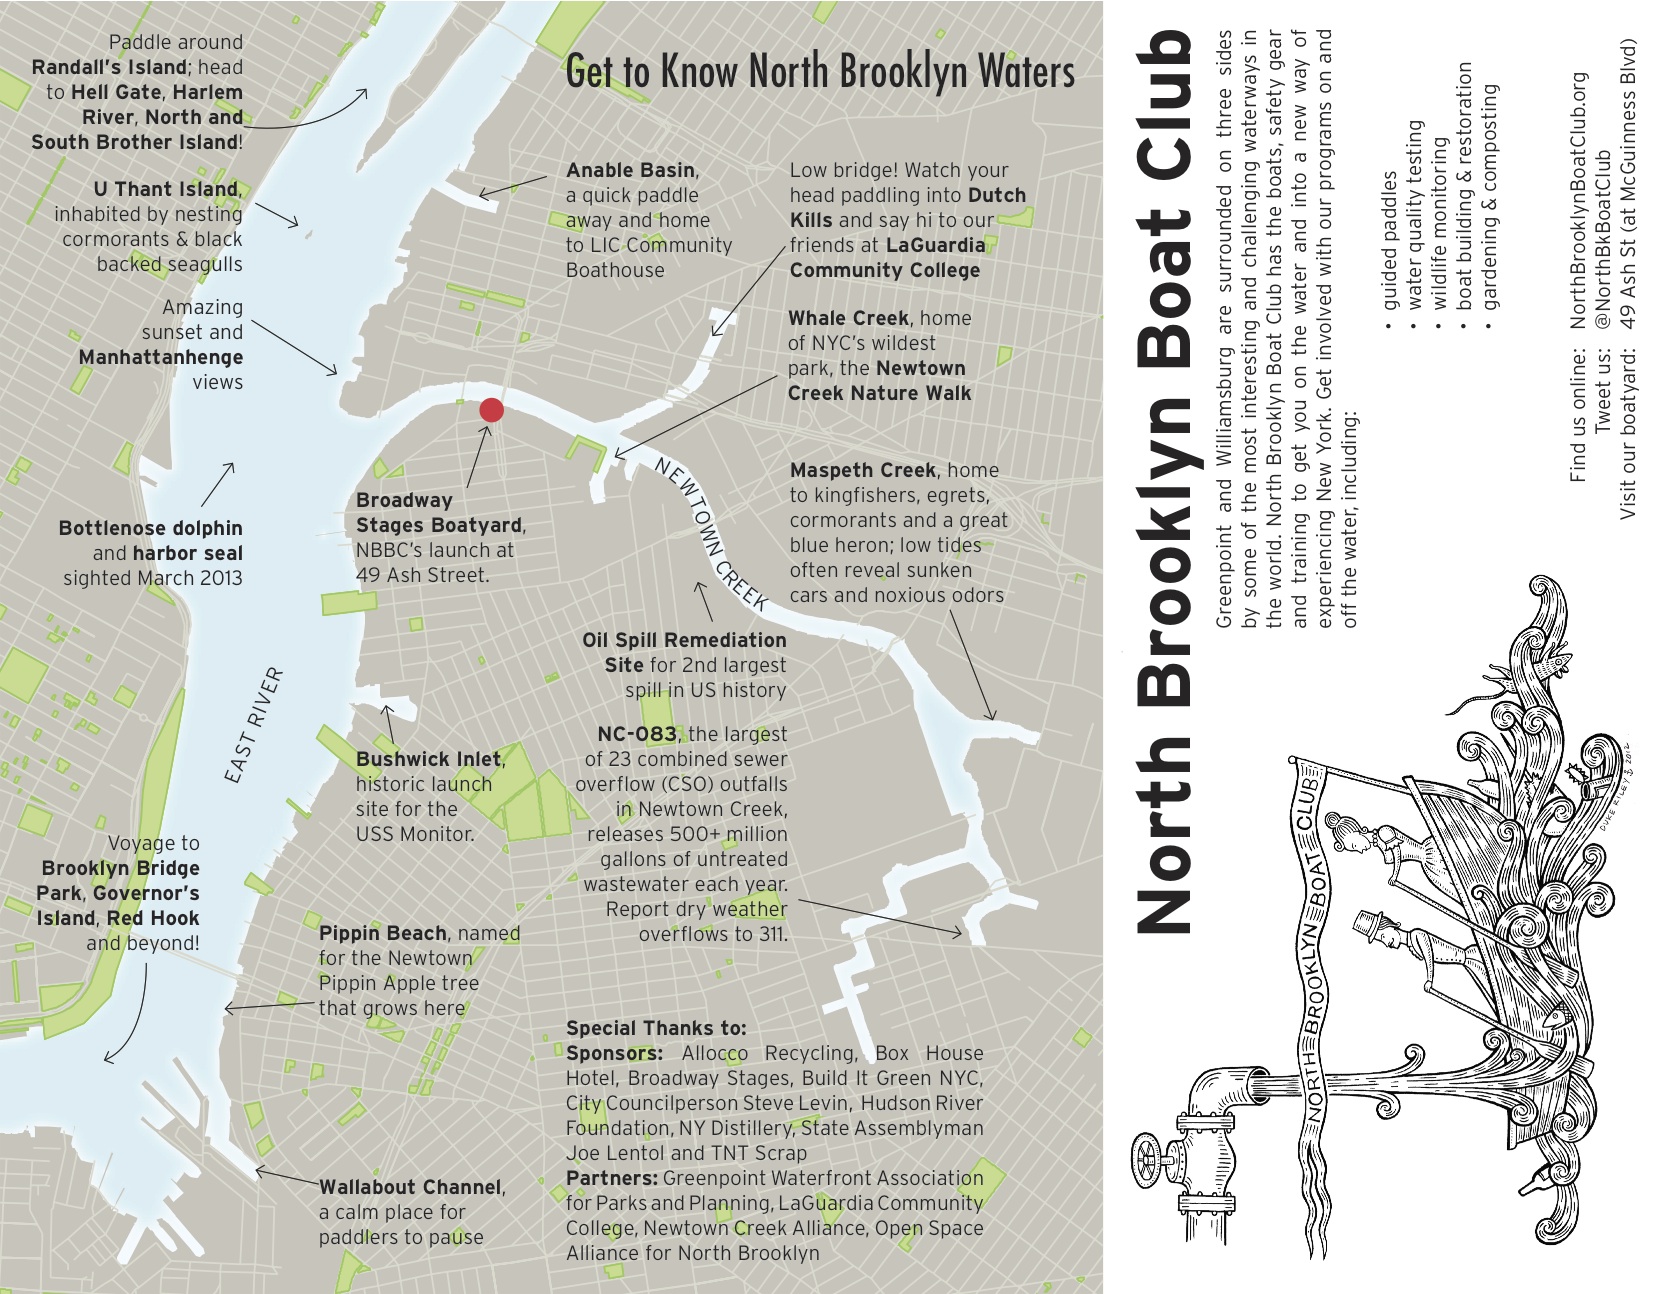 Get to Know North Brooklyn Waters
Paddle around
Randall's Island; head
to Hell Gate, Harlem
River, North and
South Brother Island!
U Thant Island,
inhabited by nesting
cormorants & black
backed seagulls
Amazing
sunset and
Manhattanhenge
views
Bottlenose dolphin
and harbor seal
sighted March 2013
EAST RIVER
Voyage to
Brooklyn Bridge
Park, Governor's
Island, Red Hook
and beyond!
Anable Basin,
a quick paddle
away and home
to LIC Community
Boathouse
Low bridge! Watch your
head paddling into Dutch
Kills and say hi to our
friends at LaGuardia
Community College
Whale Creek, home
of NYC's wildest
park, the Newtown
Creek Nature Walk
Broadway
Stages Boatyard,
NBBC's launch at
49 Ash Street.
NEWTOWN CREEK
Maspeth Creek, home
to kingfishers, egrets,
cormorants and a great
blue heron; low tides
often reveal sunken
cars and noxious odors
Oil Spill Remediation
Site for 2nd largest
spill in US history
Bushwick Inlet,
historic launch
site for the
USS Monitor.
NC-083, the largest
of 23 combined sewer
overflow (CSO) outfalls
in Newtown Creek,
releases 500+ million
gallons of untreated
wastewater each year.
Report dry weather
overflows to 311.
Pippin Beach, named
for the Newtown
Pippin Apple tree
that grows here
Wallabout Channel,
a calm place for
paddlers to pause
Special Thanks to:
Sponsors: Allocco Recycling, Box House
Hotel, Broadway Stages, Build It Green NYC,
City Councilperson Steve Levin, Hudson River
Foundation, NY Distillery, State Assemblyman
Joe Lentol and TNT Scrap
Partners: Greenpoint Waterfront Association
for Parks and Planning, LaGuardia Community
College, Newtown Creek Alliance, Open Space
Alliance for North Brooklyn
North Brooklyn Boat Club
Greenpoint and Williamsburg are surrounded on three sides
by some of the most interesting and challenging waterways in
the world. North Brooklyn Boat Club has the boats, safety gear
and training to get you on the water and into a new way of
experiencing New York. Get involved with our programs on and
off the water, including:
• guided paddles
• water quality testing
• wildlife monitoring
• boat building & restoration
• gardening & composting
Find us online: NorthBrooklynBoatClub.org
Tweet us: @NorthBkBoatClub
Visit our boatyard: 49 Ash St (at McGuinness Blvd)
NORTH BROOKLYN BOAT CLUB
DUKE RILEY 2012